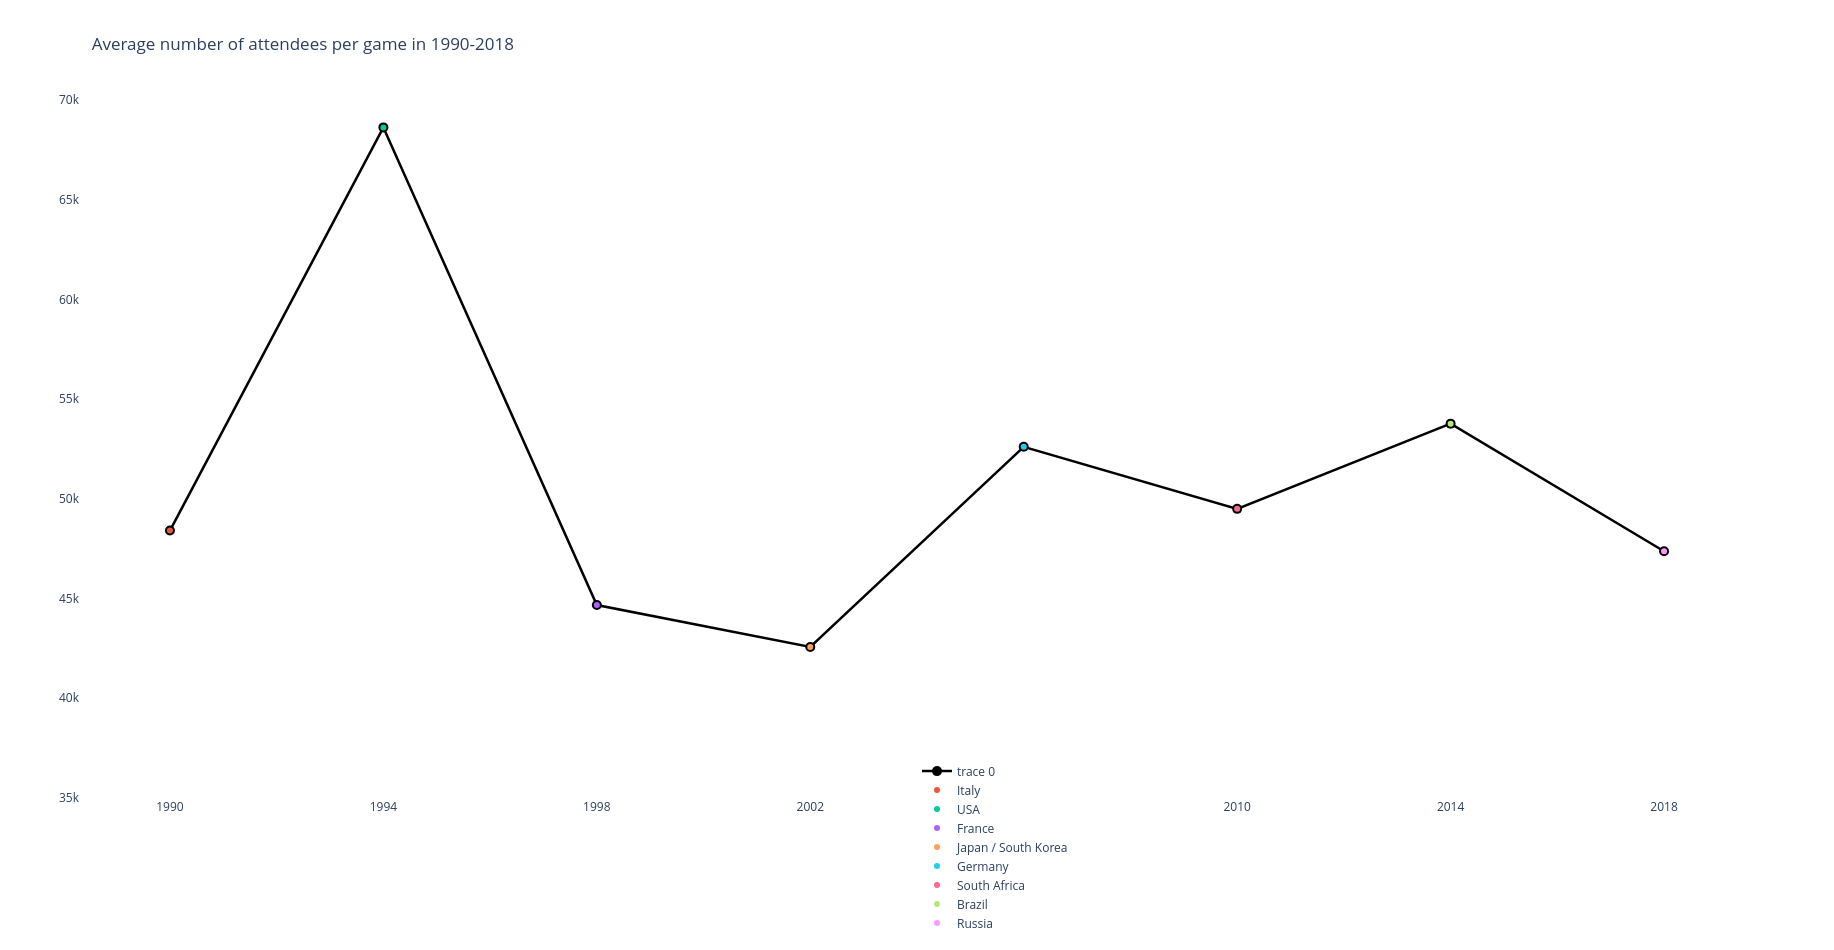 Average number of attendees per game in 1990-2018
70k
65k
60k
55k
50k
45k
40k
35k
1990 1994 1998 2002 2010 2014 2018
trace 0
Italy
USA
France
Japan / South Korea
Germany
South Africa
Brazil
Russia